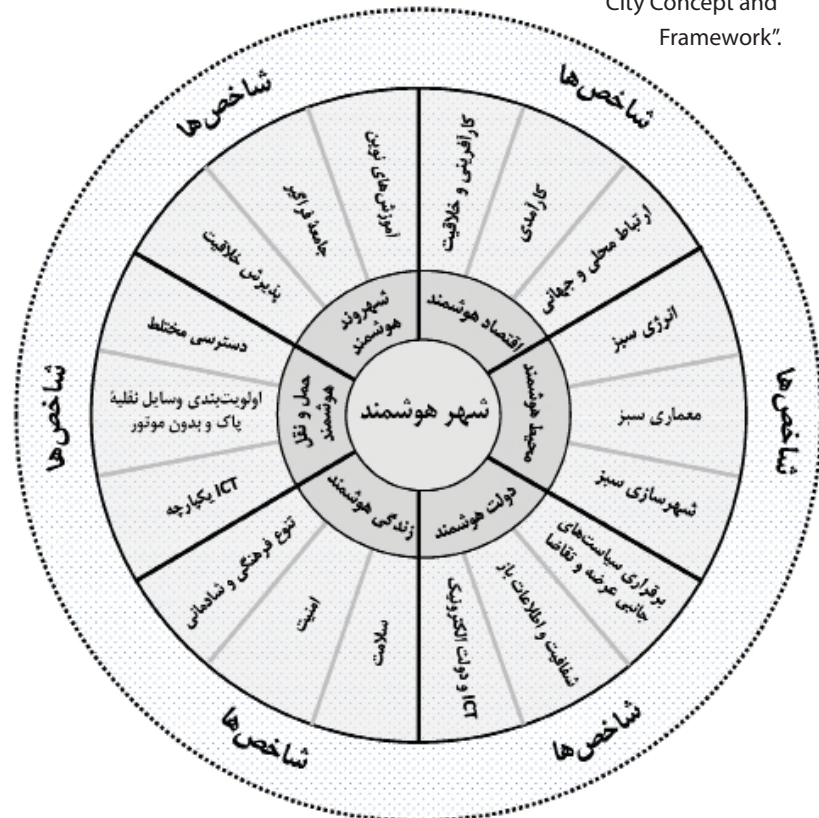 City Concept and
Framework”.
شاخص‌ها
شاخص‌ها
شاخص‌ها
شاخص‌ها
شاخص‌ها
شاخص‌ها
شهر هوشمند
اقتصاد هوشمند
کارآفرینی و خلاقیت
کارآمدی
ارتباط محلی و جهانی
محیط هوشمند
انرژی سبز
معماری سبز
شهرسازی سبز
دولت هوشمند
برقراری سیاست‌های
جانبی عرضه و تقاضا
شفافیت و اطلاعات باز
ICT و دولت الکترونیک
زندگی هوشمند
سلامت
امنیت
تنوع فرهنگی و شادمانی
حمل و نقل
هوشمند
ICT یکپارچه
اولویت‌بندی وسایل نقلیهٔ
پاک و بدون موتور
دسترسی مختلط
شهروند
هوشمند
پذیرش خلاقیت
جامعهٔ فراگیر
آموزش‌های نوین